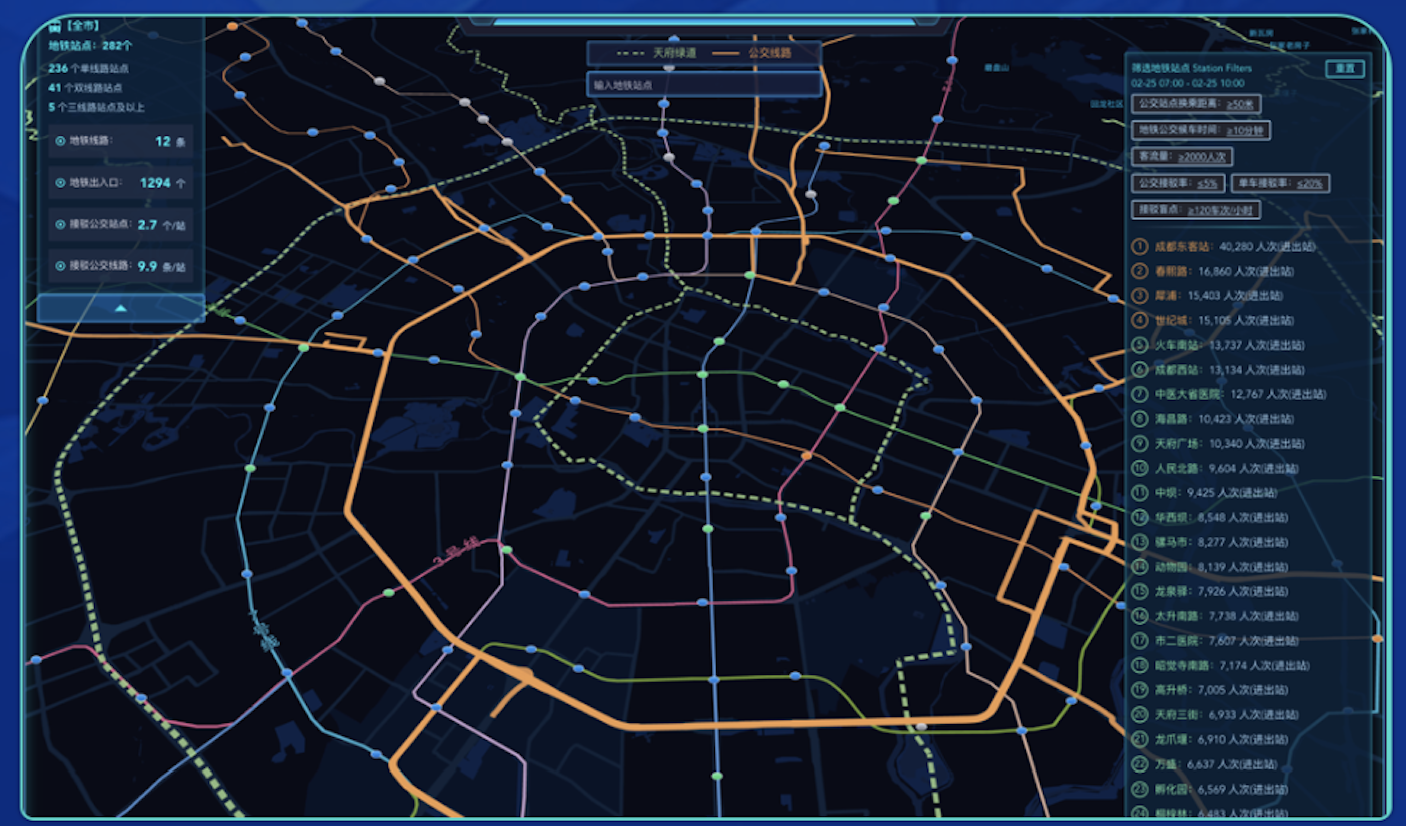 【全市】
地铁站点：282个
236 个单线路站点
41 个双线路站点
5 个三线路站点及以上
地铁线路： 12 条
地铁出入口： 1294 个
接驳公交站点： 2.7 个/站
接驳公交线路： 9.9 条/站
天府绿道 公交线路
输入地铁站点
磨盘山
回龙社区
3号线
号线
筛选地铁站点 Station Filters
重置
02-25 07:00 - 02-25 10:00
公交站点换乘距离： ≥50米
地铁公交候车时间： ≥10分钟
客流量： ≥2000人次
公交接驳率： ≤5% 单车接驳率： ≤20%
接驳盲点： ≥120车次/小时
1 成都东客站： 40,280 人次(进出站)
2 春熙路： 16,860 人次(进出站)
3 犀浦： 15,403 人次(进出站)
4 世纪城： 15,105 人次(进出站)
5 火车南站： 13,737 人次(进出站)
6 成都西站： 13,134 人次(进出站)
7 中医大省医院： 12,767 人次(进出站)
8 海昌路： 10,423 人次(进出站)
9 天府广场： 10,340 人次(进出站)
10 人民北路： 9,604 人次(进出站)
11 中坝： 9,425 人次(进出站)
12 华西坝： 8,548 人次(进出站)
13 骡马市： 8,277 人次(进出站)
14 动物园： 8,139 人次(进出站)
15 龙泉驿： 7,926 人次(进出站)
16 太升南路： 7,738 人次(进出站)
17 市二医院： 7,607 人次(进出站)
18 昭觉寺南路： 7,174 人次(进出站)
19 高升桥： 7,005 人次(进出站)
20 天府三街： 6,933 人次(进出站)
21 龙爪堰： 6,910 人次(进出站)
22 万盛： 6,637 人次(进出站)
23 孵化园： 6,569 人次(进出站)
24 桐梓林： 6,483 人次(进出站)